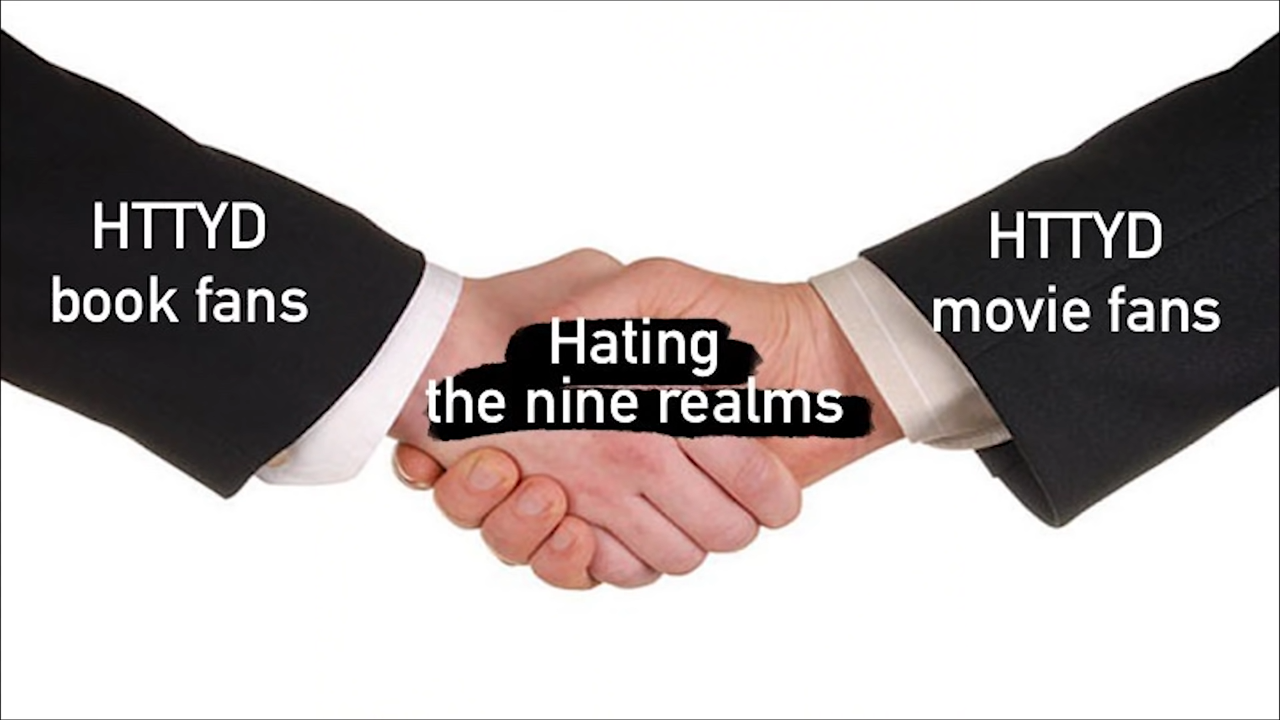 HTTYD
book fans
HTTYD
movie fans
Hating
the nine realms